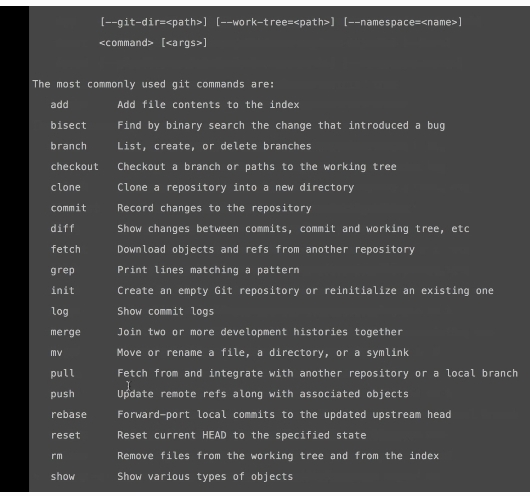 [--git-dir=<path>] [--work-tree=<path>] [--namespace=<name>]
<command> [<args>]
The most commonly used git commands are:
add Add file contents to the index
bisect Find by binary search the change that introduced a bug
branch List, create, or delete branches
checkout Checkout a branch or paths to the working tree
clone Clone a repository into a new directory
commit Record changes to the repository
diff Show changes between commits, commit and working tree, etc
fetch Download objects and refs from another repository
grep Print lines matching a pattern
init Create an empty Git repository or reinitialize an existing one
log Show commit logs
merge Join two or more development histories together
mv Move or rename a file, a directory, or a symlink
pull Fetch from and integrate with another repository or a local branch
push Update remote refs along with associated objects
rebase Forward-port local commits to the updated upstream head
reset Reset current HEAD to the specified state
rm Remove files from the working tree and from the index
show Show various types of objects